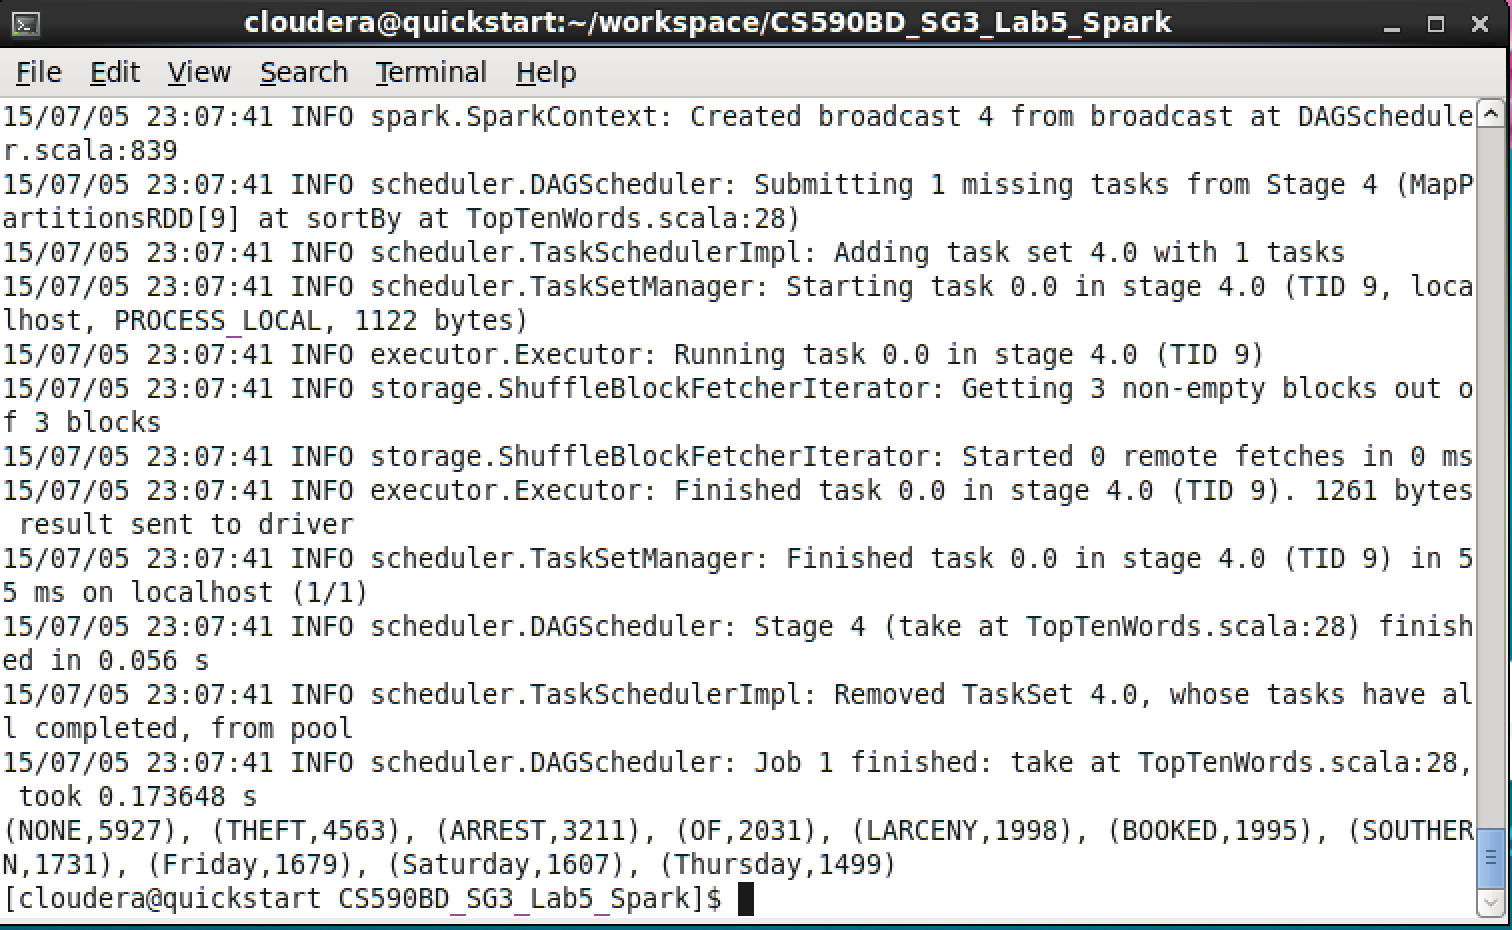 cloudera@quickstart:~/workspace/CS590BD_SG3_Lab5_Spark
File Edit View Search Terminal Help
15/07/05 23:07:41 INFO spark.SparkContext: Created broadcast 4 from broadcast at DAGSchedule
r.scala:839
15/07/05 23:07:41 INFO scheduler.DAGScheduler: Submitting 1 missing tasks from Stage 4 (MapP
artitionsRDD[9] at sortBy at TopTenWords.scala:28)
15/07/05 23:07:41 INFO scheduler.TaskSchedulerImpl: Adding task set 4.0 with 1 tasks
15/07/05 23:07:41 INFO scheduler.TaskSetManager: Starting task 0.0 in stage 4.0 (TID 9, loca
lhost, PROCESS_LOCAL, 1122 bytes)
15/07/05 23:07:41 INFO executor.Executor: Running task 0.0 in stage 4.0 (TID 9)
15/07/05 23:07:41 INFO storage.ShuffleBlockFetcherIterator: Getting 3 non-empty blocks out o
f 3 blocks
15/07/05 23:07:41 INFO storage.ShuffleBlockFetcherIterator: Started 0 remote fetches in 0 ms
15/07/05 23:07:41 INFO executor.Executor: Finished task 0.0 in stage 4.0 (TID 9). 1261 bytes
 result sent to driver
15/07/05 23:07:41 INFO scheduler.TaskSetManager: Finished task 0.0 in stage 4.0 (TID 9) in 5
5 ms on localhost (1/1)
15/07/05 23:07:41 INFO scheduler.DAGScheduler: Stage 4 (take at TopTenWords.scala:28) finish
ed in 0.056 s
15/07/05 23:07:41 INFO scheduler.TaskSchedulerImpl: Removed TaskSet 4.0, whose tasks have al
l completed, from pool
15/07/05 23:07:41 INFO scheduler.DAGScheduler: Job 1 finished: take at TopTenWords.scala:28,
 took 0.173648 s
(NONE,5927), (THEFT,4563), (ARREST,3211), (OF,2031), (LARCENY,1998), (BOOKED,1995), (SOUTHER
N,1731), (Friday,1679), (Saturday,1607), (Thursday,1499)
[cloudera@quickstart CS590BD_SG3_Lab5_Spark]$